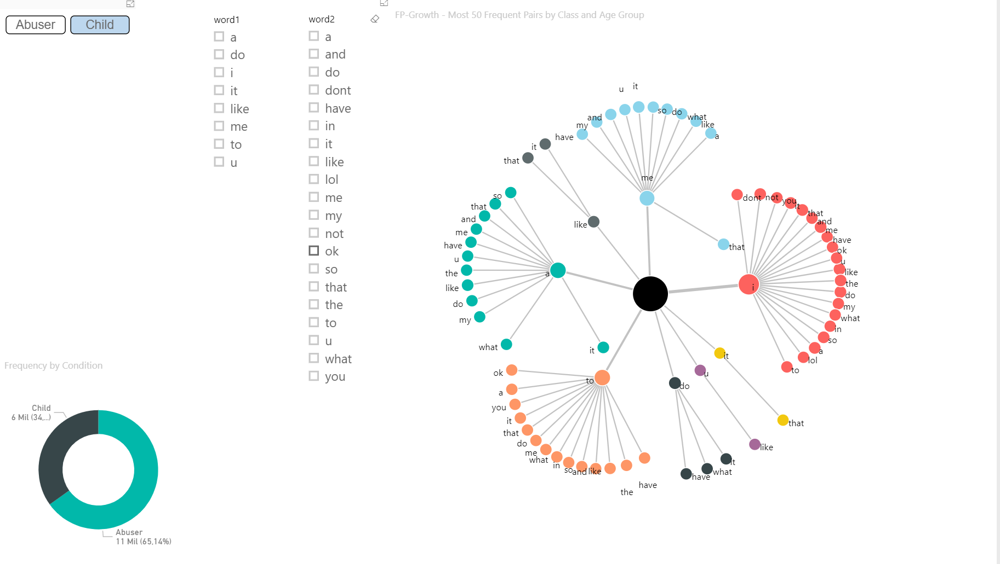 Abuser
Child
word1
a
do
i
it
like
me
to
u
word2
a
and
do
dont
have
in
it
like
lol
me
my
not
ok
so
that
the
to
u
what
you
FP-Growth - Most 50 Frequent Pairs by Class and Age Group
u
it
my
and
so
do
what
like
a
have
me
that
it
that
like
so
that
and
me
have
u
the
like
do
my
what
it
a
dont
not
you
it
that
and
me
have
ok
u
like
the
do
my
what
in
so
a
lol
to
i
ok
a
you
it
that
do
me
what
in
so
and
like
the
have
to
it
that
u
like
do
have
what
it
Frequency by Condition
Child
6 Mil (34,...)
Abuser
11 Mil (65,14%)